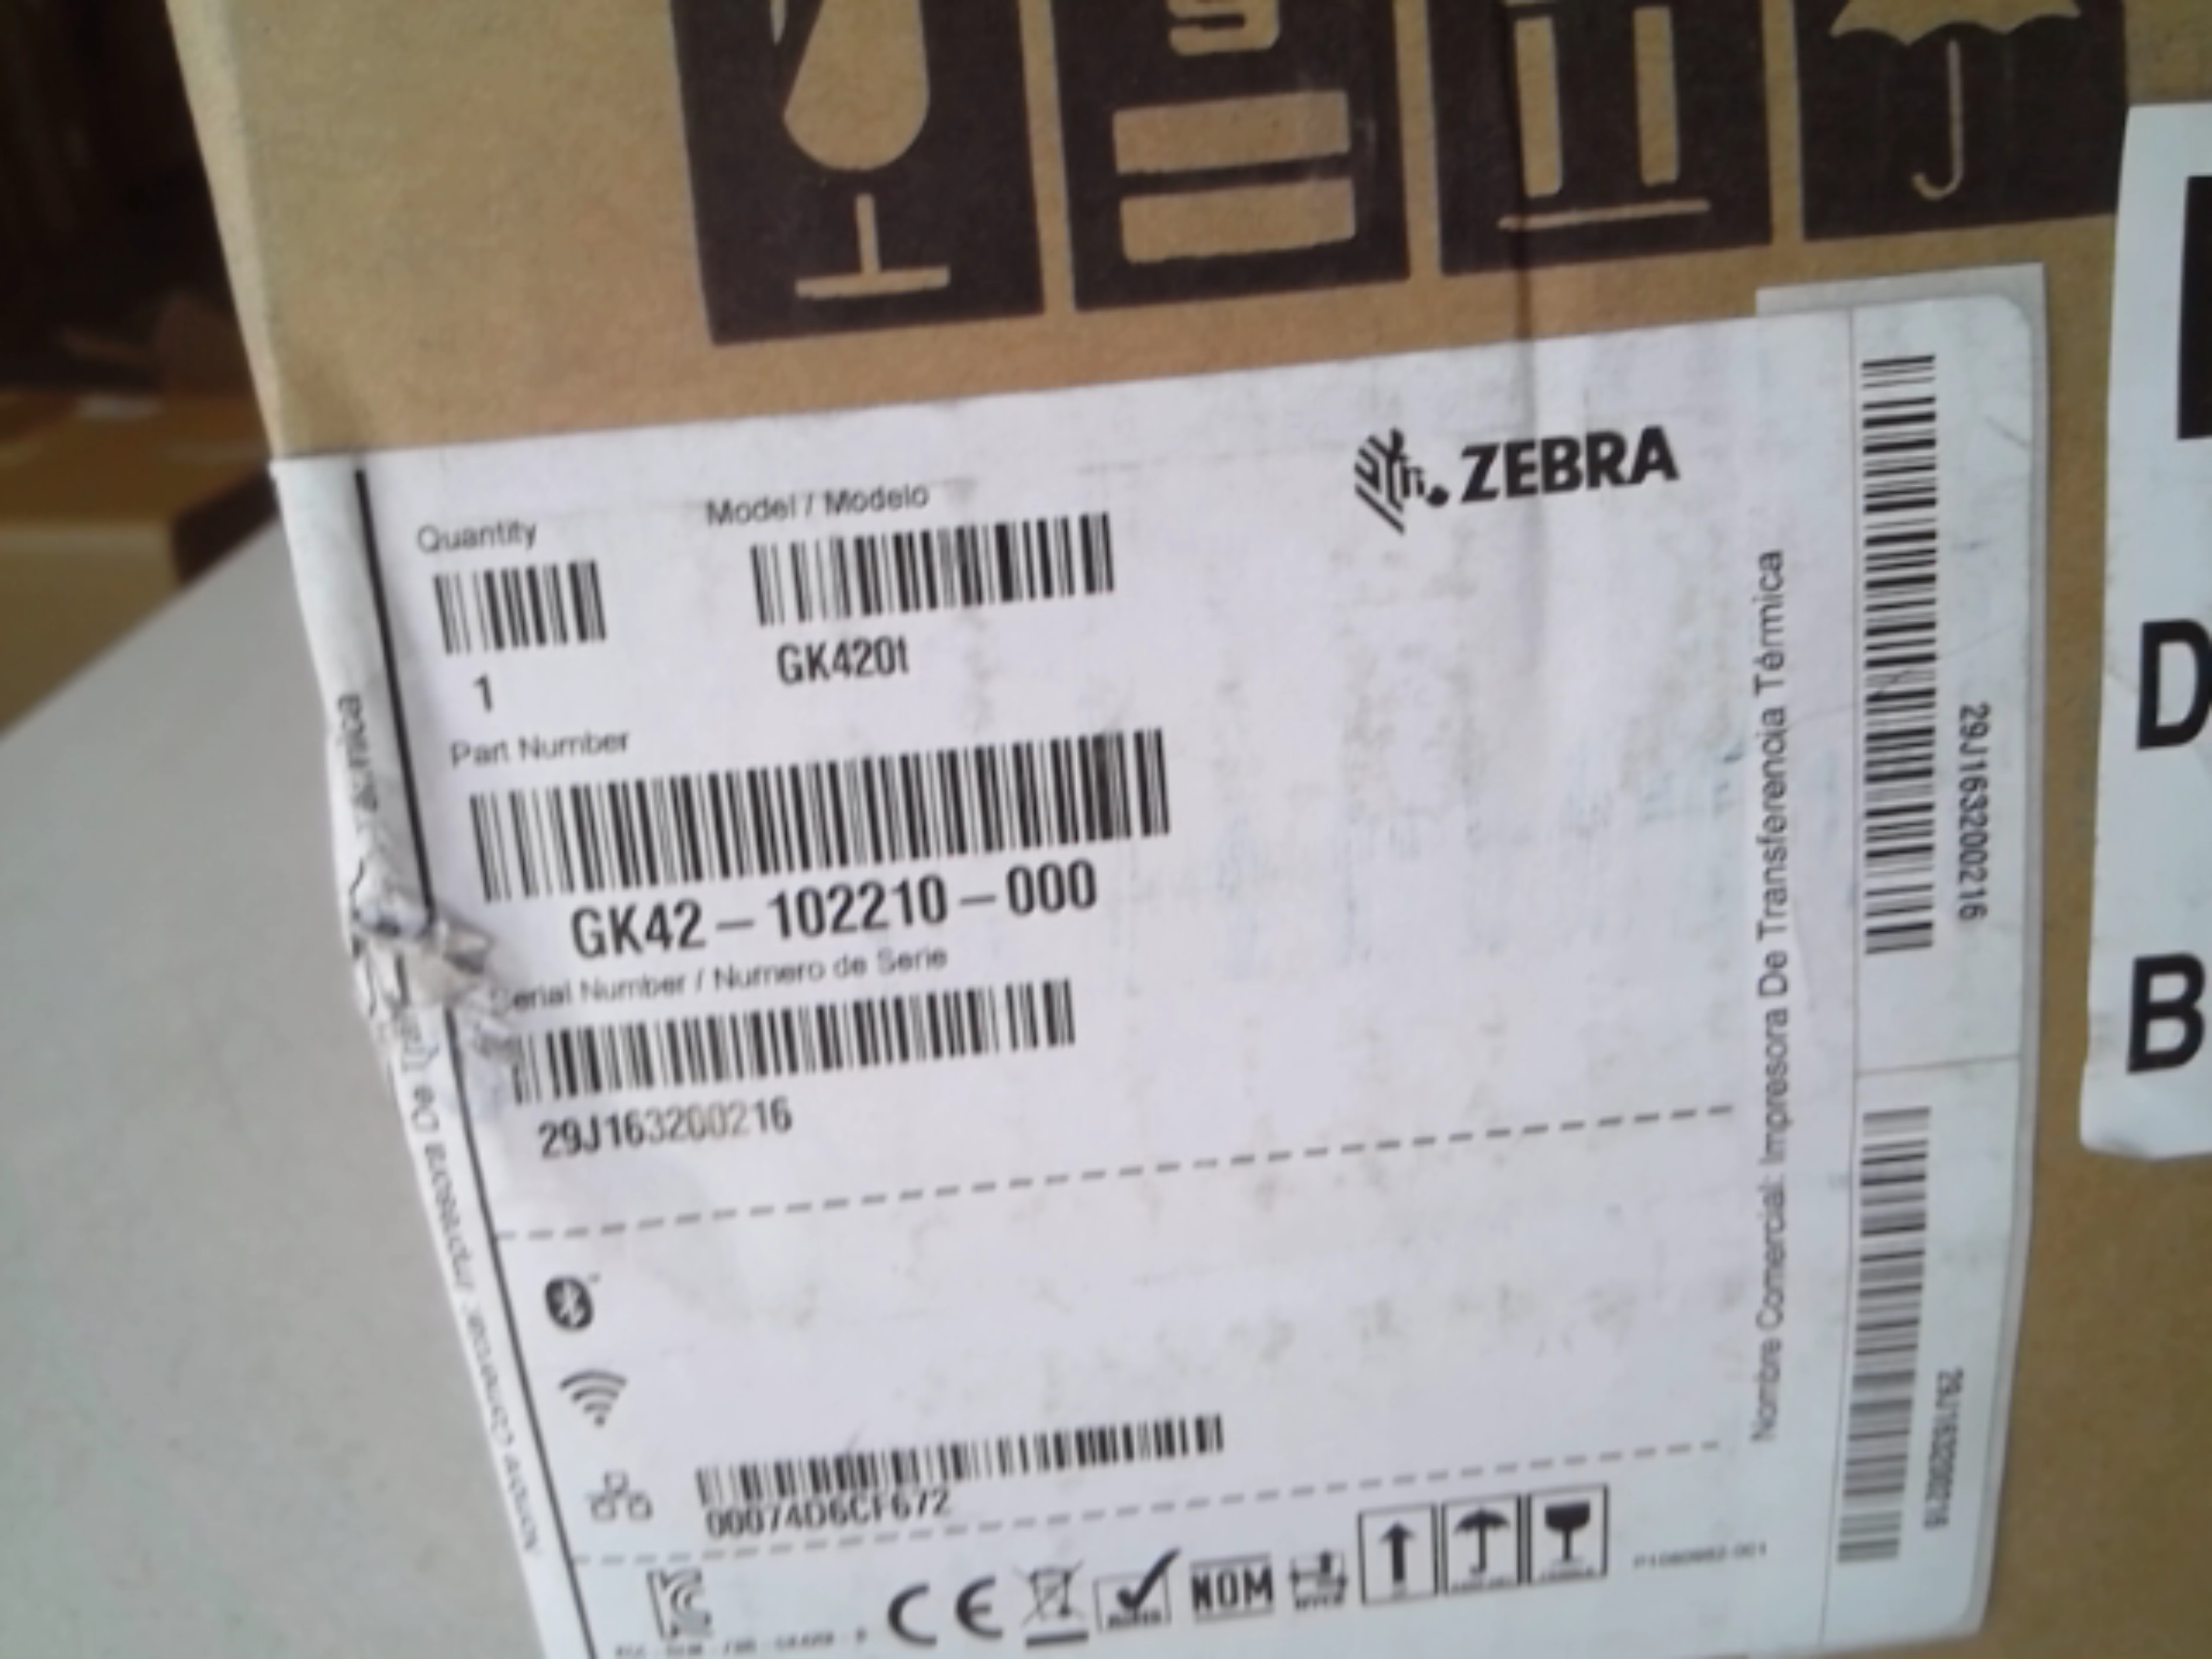 ZEBRA
Quantity
Model / Modelo
1
GK420t
Part Number
GK42-102210-000
Serial Number / Numero de Serie
29J163200216
00074D6CF672
NOM
Nombre Comercial: Impresora De Transferencia Térmica
29J163200216
29J163200216
D
B